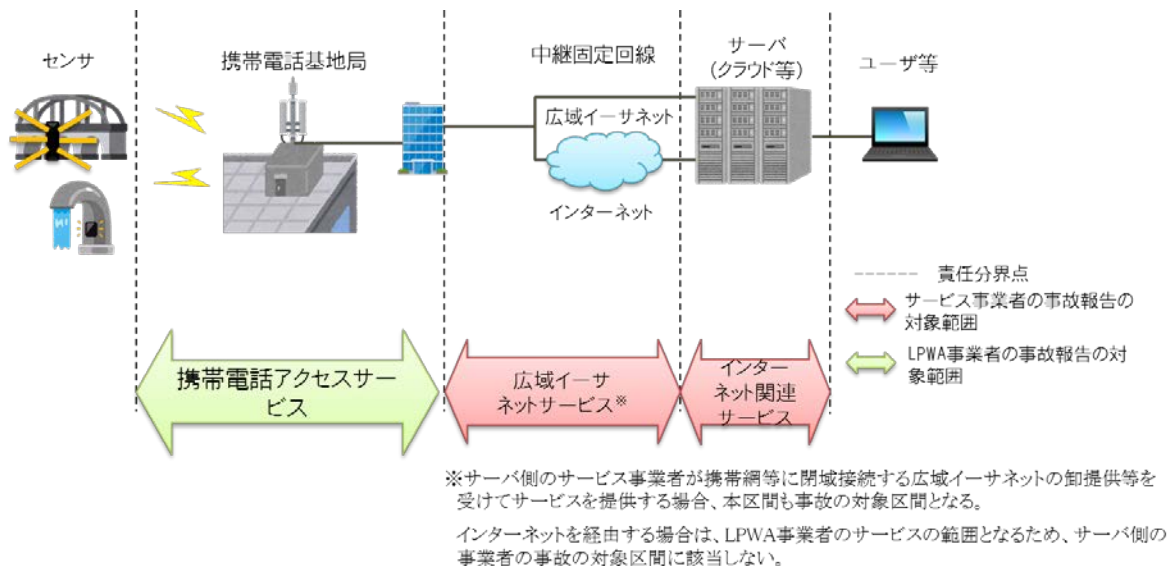 センサ
携帯電話基地局
中継固定回線
サーバ
(クラウド等)
ユーザ等
広域イーサネット
インターネット
責任分界点
サービス事業者の事故報告の
対象範囲
LPWA事業者の事故報告の対
象範囲
携帯電話アクセスサー
ビス
広域イーサ
ネットサービス※
インター
ネット関連
サービス
※サーバ側のサービス事業者が携帯網等に閉域接続する広域イーサネットの卸提供等を
受けてサービスを提供する場合、本区間も事故の対象区間となる。
インターネットを経由する場合は、LPWA事業者のサービスの範囲となるため、サーバ側の
事業者の事故の対象区間に該当しない。